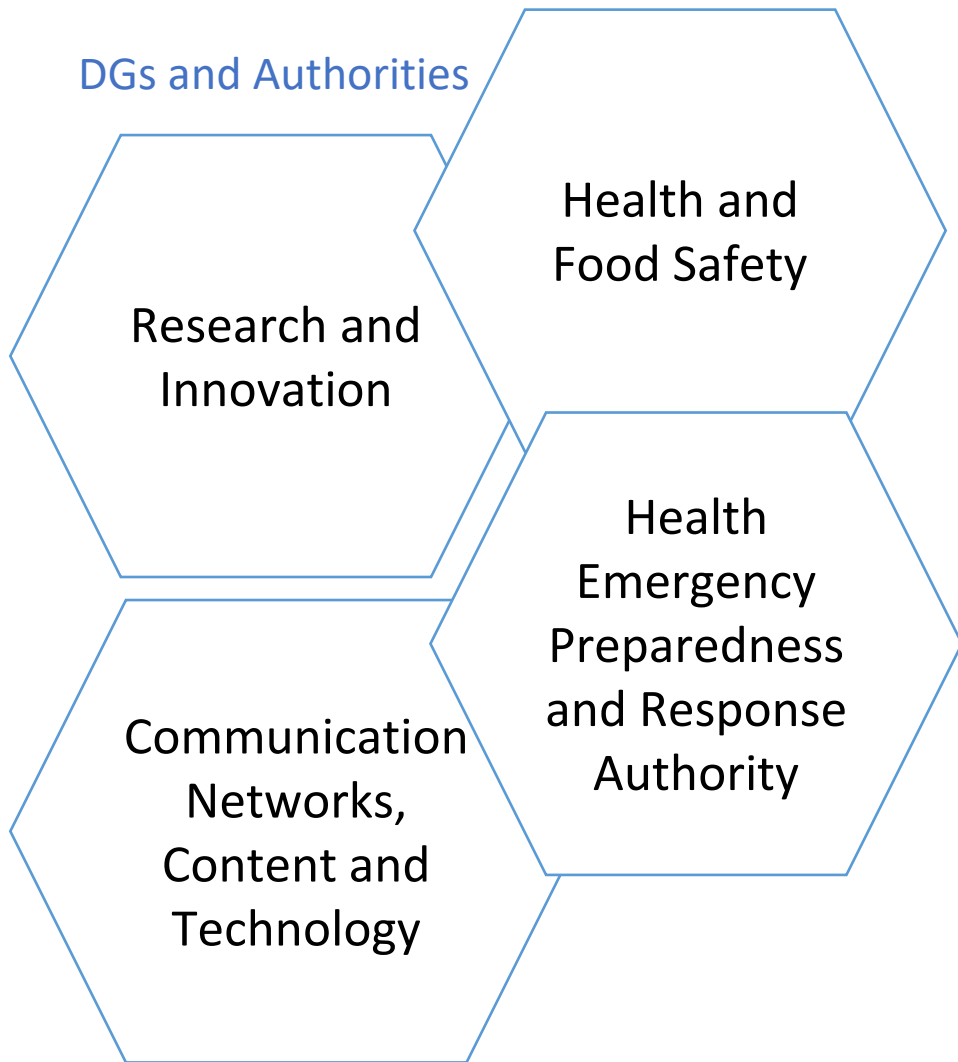 DGs and Authorities
Health and
Food Safety
Research and
Innovation
Health
Emergency
Preparedness
and Response
Authority
Communication
Networks,
Content and
Technology